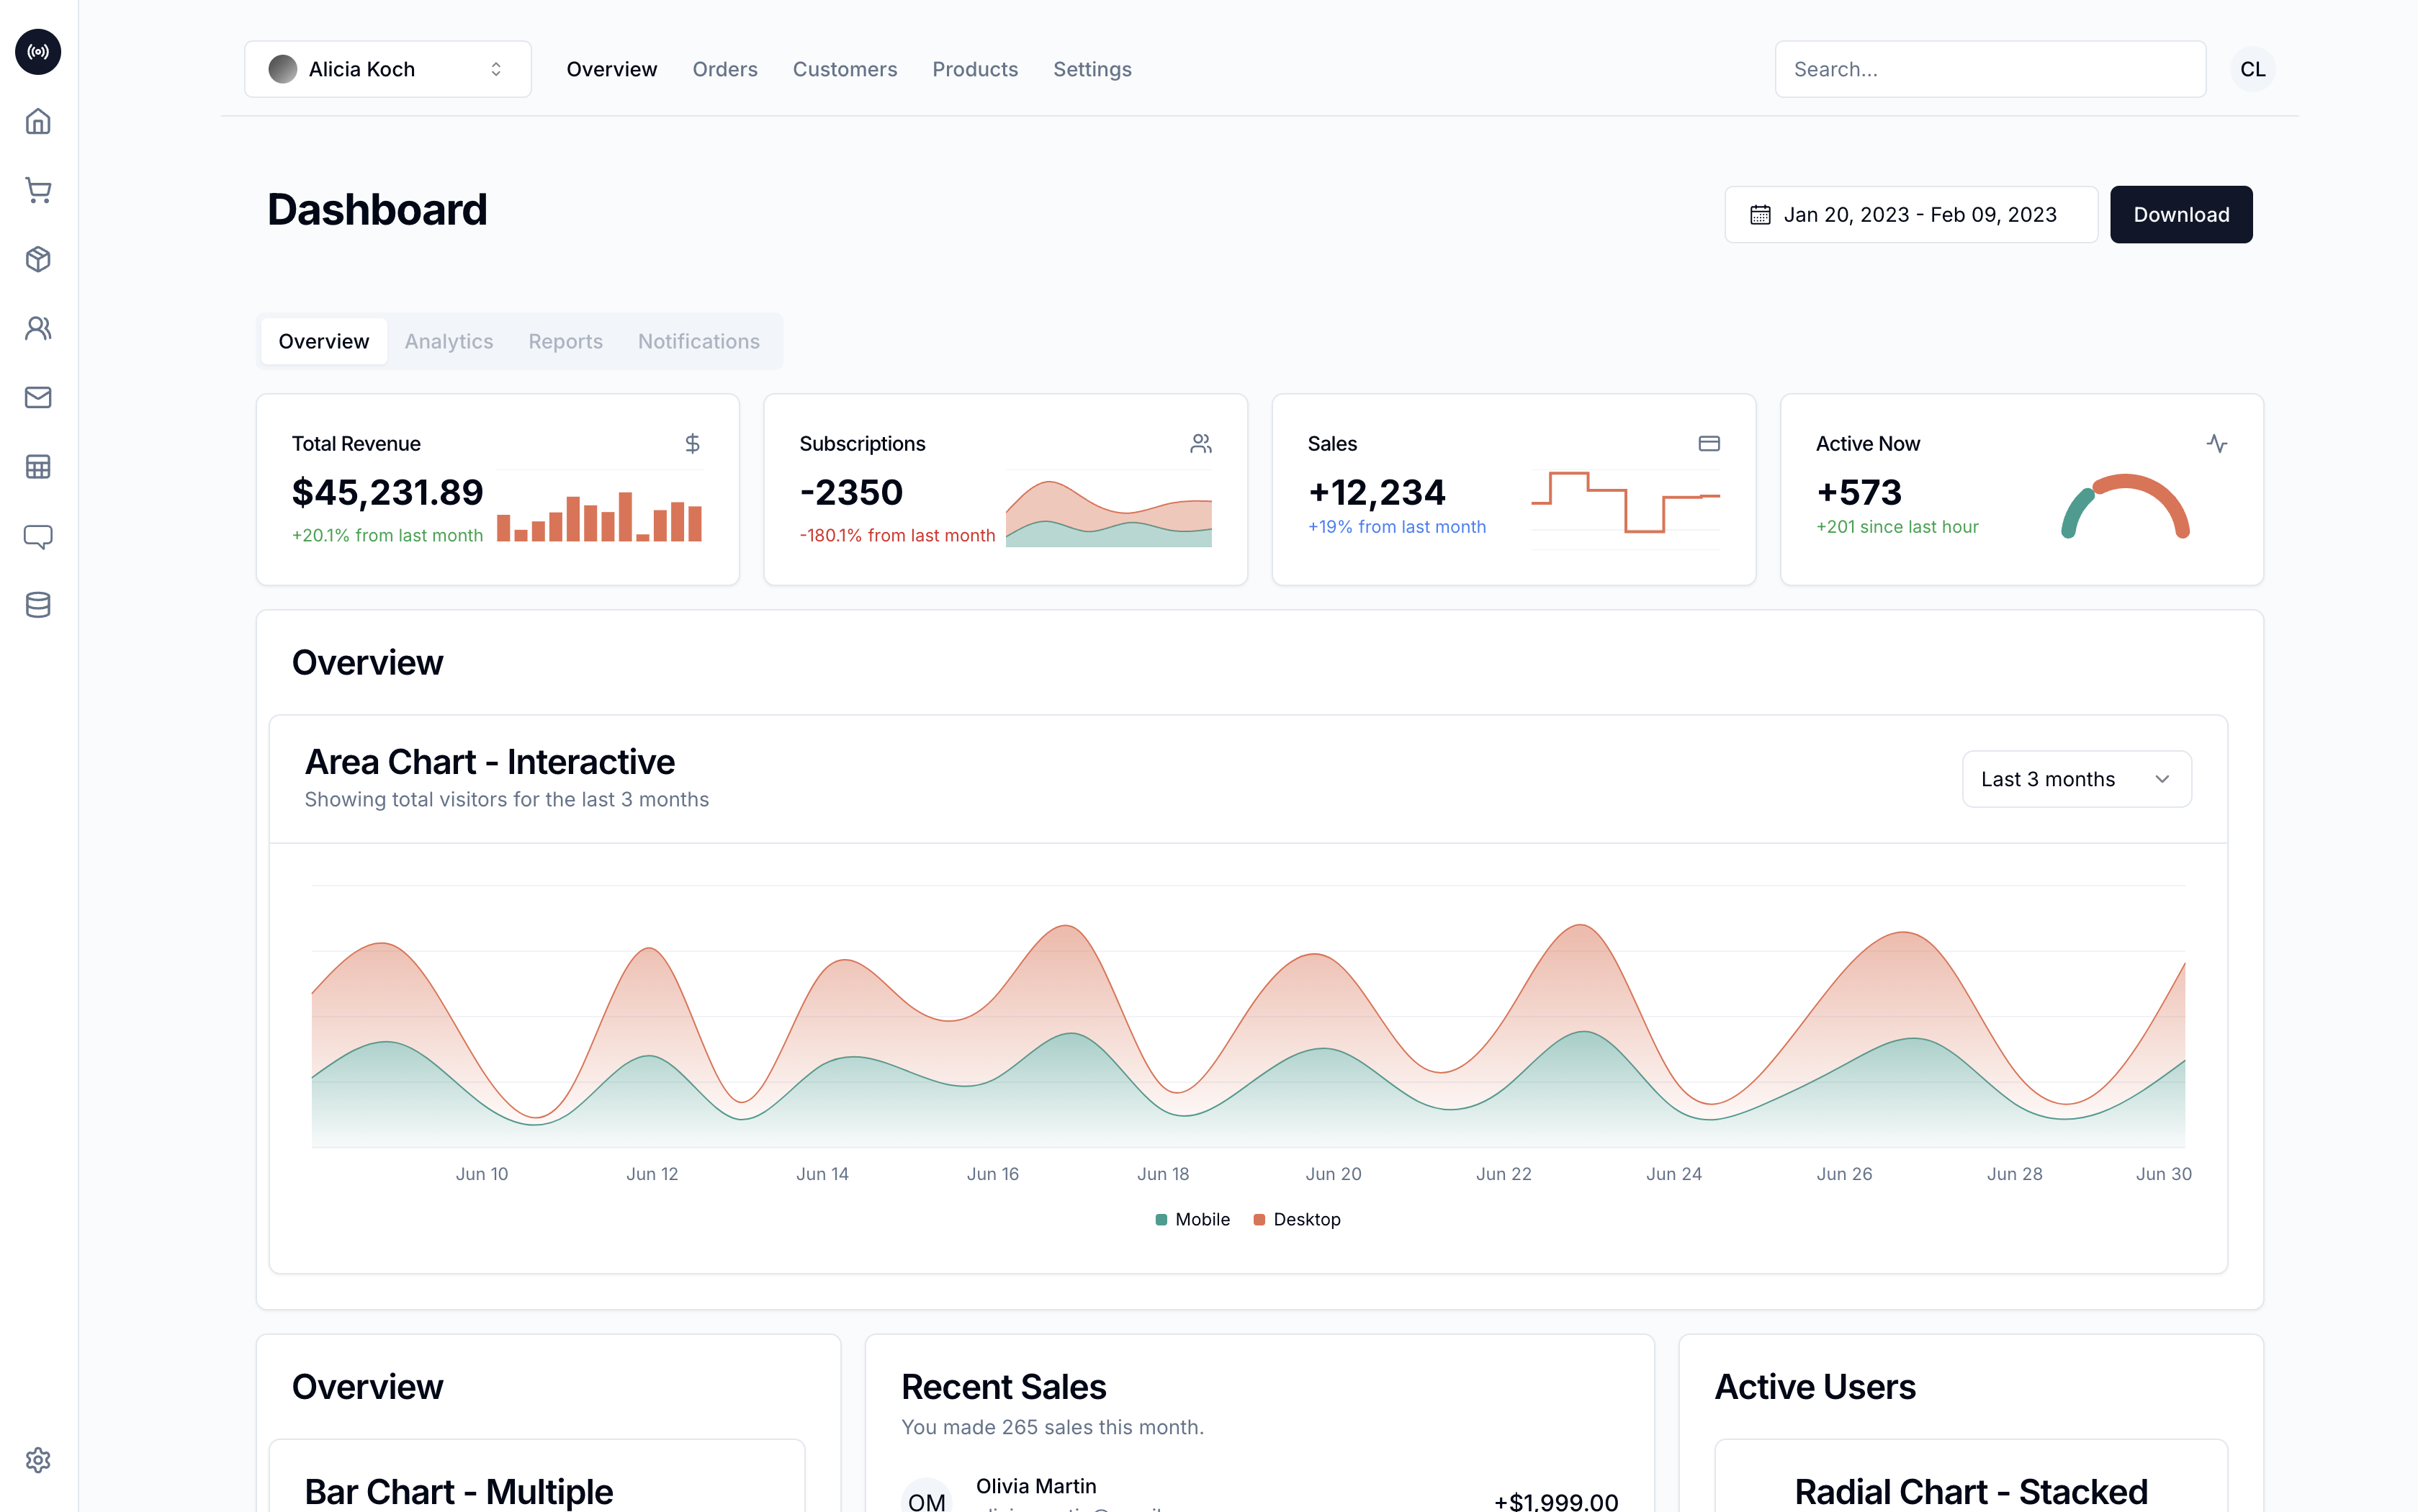 Alicia Koch
Overview Orders Customers Products Settings
Search...
CL
Dashboard
Jan 20, 2023 - Feb 09, 2023
Download
Overview Analytics Reports Notifications
Total Revenue
$45,231.89
+20.1% from last month
Subscriptions
-2350
-180.1% from last month
Sales
+12,234
+19% from last month
Active Now
+573
+201 since last hour
Overview
Area Chart - Interactive
Showing total visitors for the last 3 months
Last 3 months
Jun 10 Jun 12 Jun 14 Jun 16 Jun 18 Jun 20 Jun 22 Jun 24 Jun 26 Jun 28 Jun 30
Mobile Desktop
Overview
Bar Chart - Multiple
Recent Sales
You made 265 sales this month.
OM
Olivia Martin
+$1,999.00
Active Users
Radial Chart - Stacked